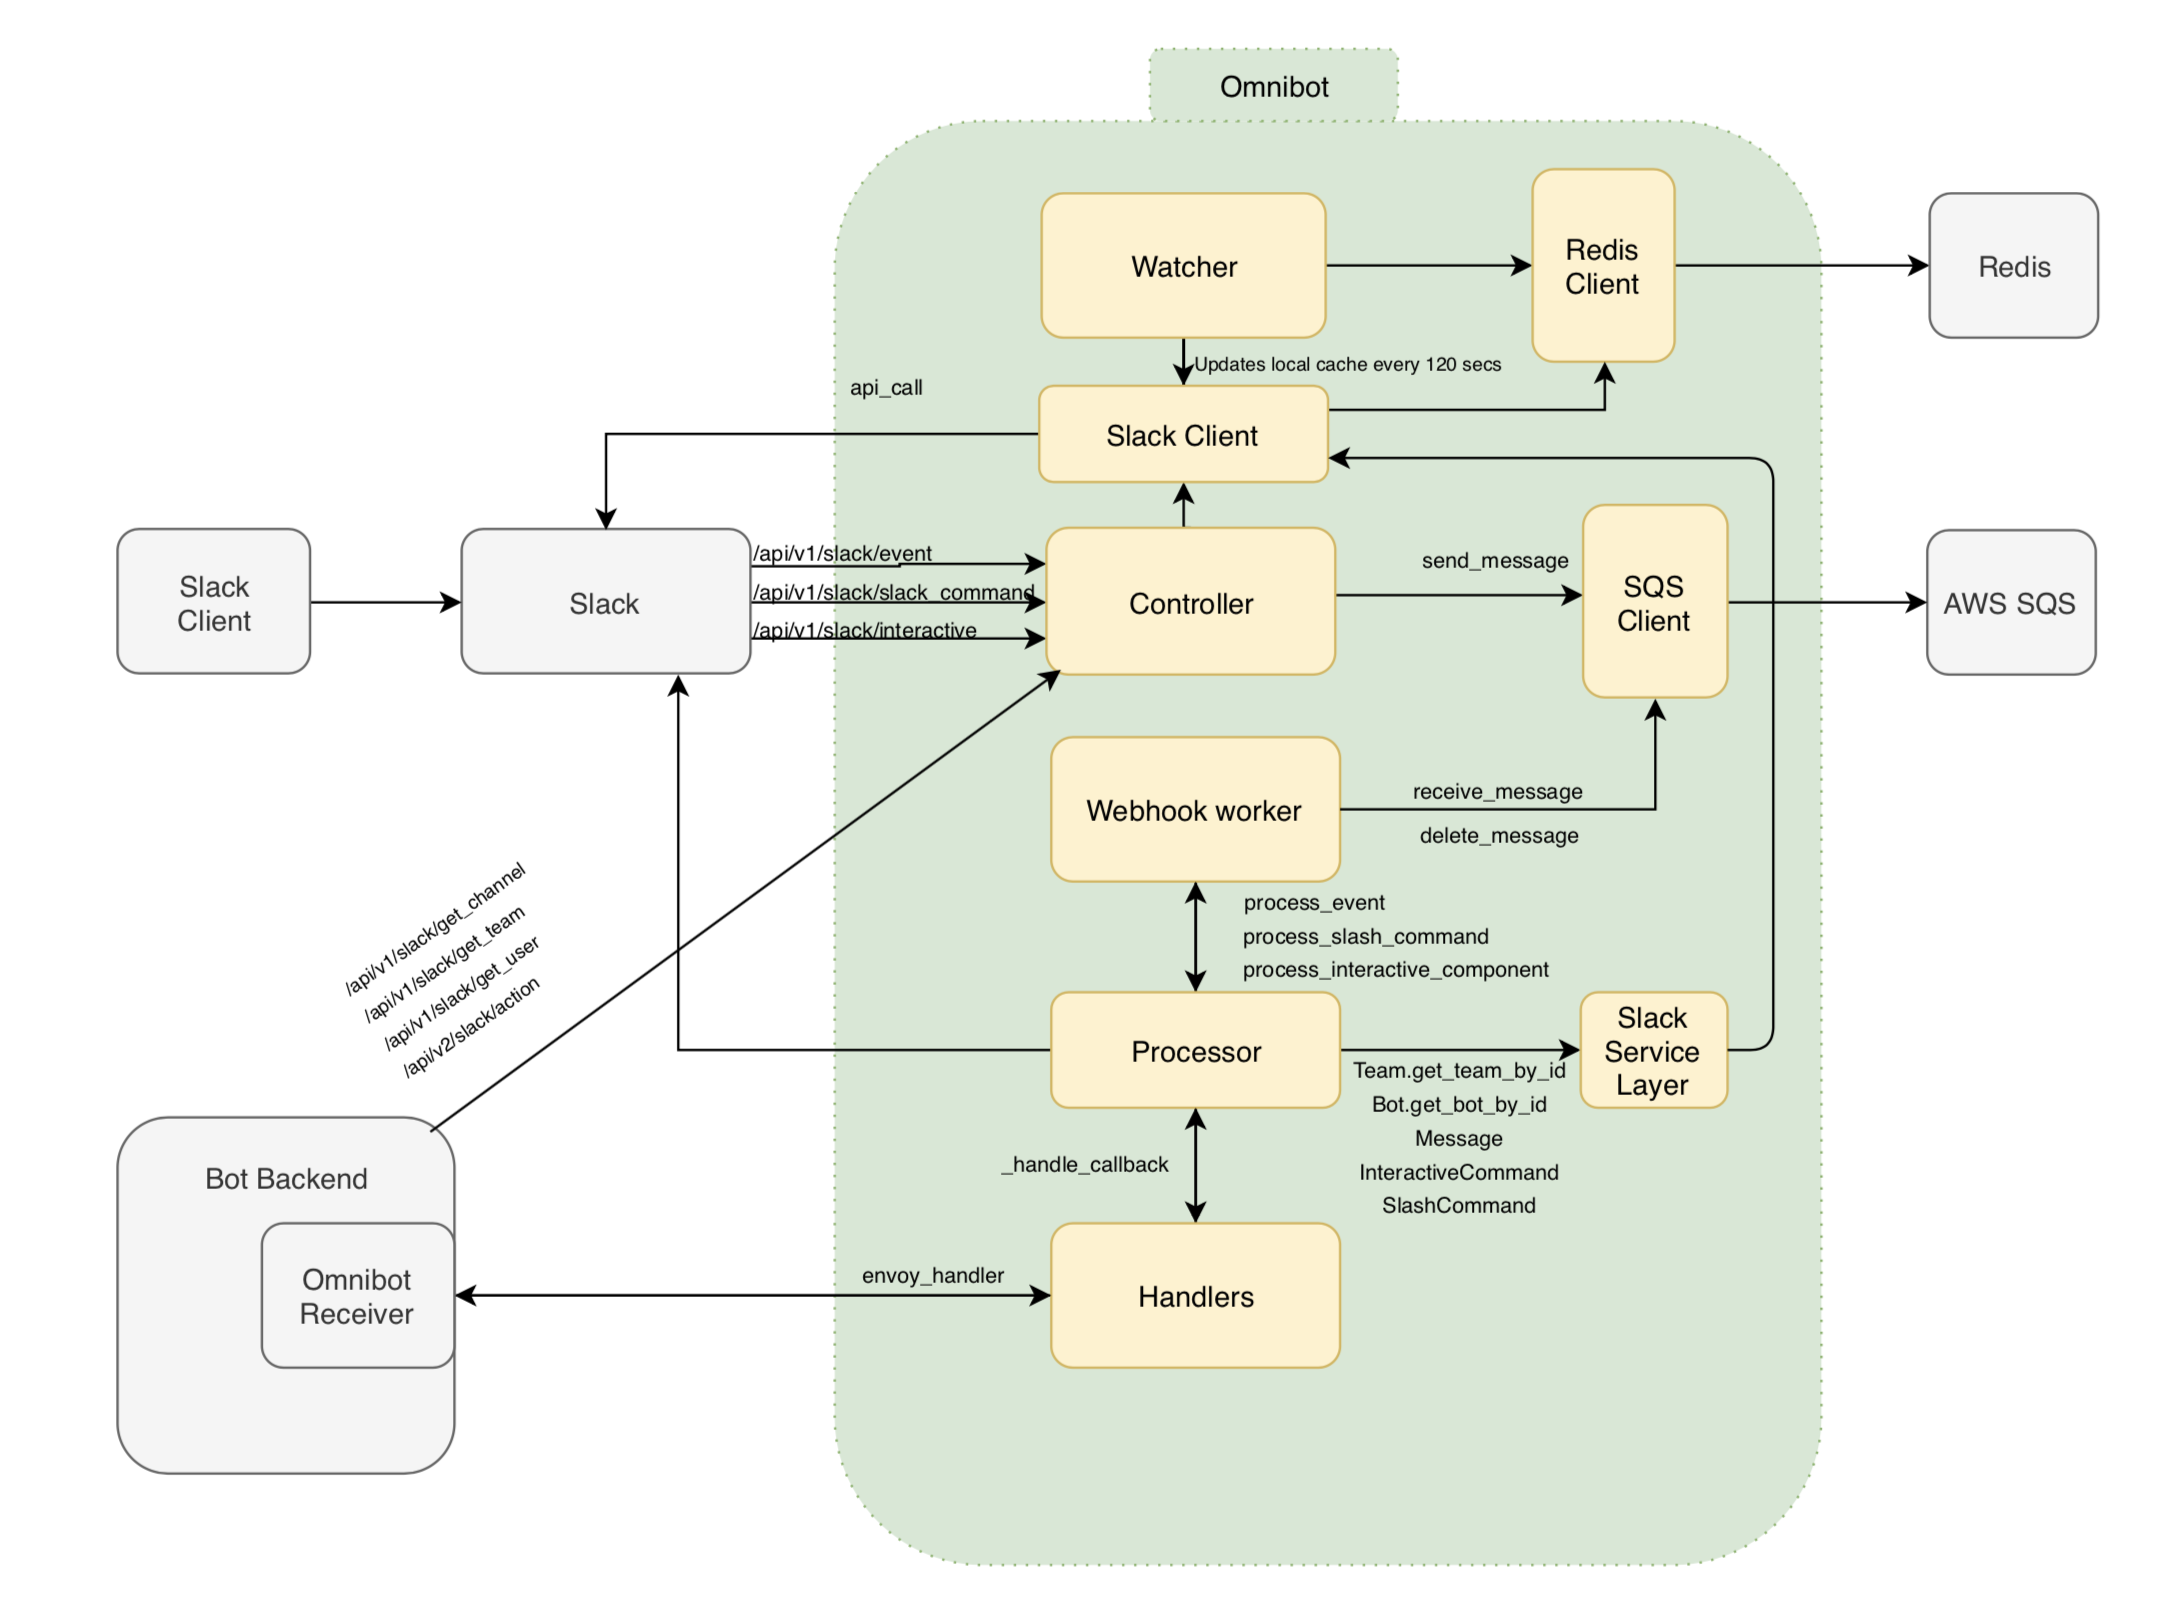 Omnibot
Watcher
Redis
Client
Redis
Updates local cache every 120 secs
api_call
Slack Client
Slack
Client
Slack
/api/v1/slack/event
/api/v1/slack/slack_command
/api/v1/slack/interactive
Controller
send_message
SQS
Client
AWS SQS
Webhook worker
receive_message
delete_message
process_event
process_slash_command
process_interactive_component
/api/v1/slack/get_channel
/api/v1/slack/get_team
/api/v1/slack/get_user
/api/v2/slack/action
Processor
Slack
Service
Layer
Team.get_team_by_id
Bot.get_bot_by_id
Message
InteractiveCommand
SlashCommand
_handle_callback
Bot Backend
Omnibot
Receiver
envoy_handler
Handlers